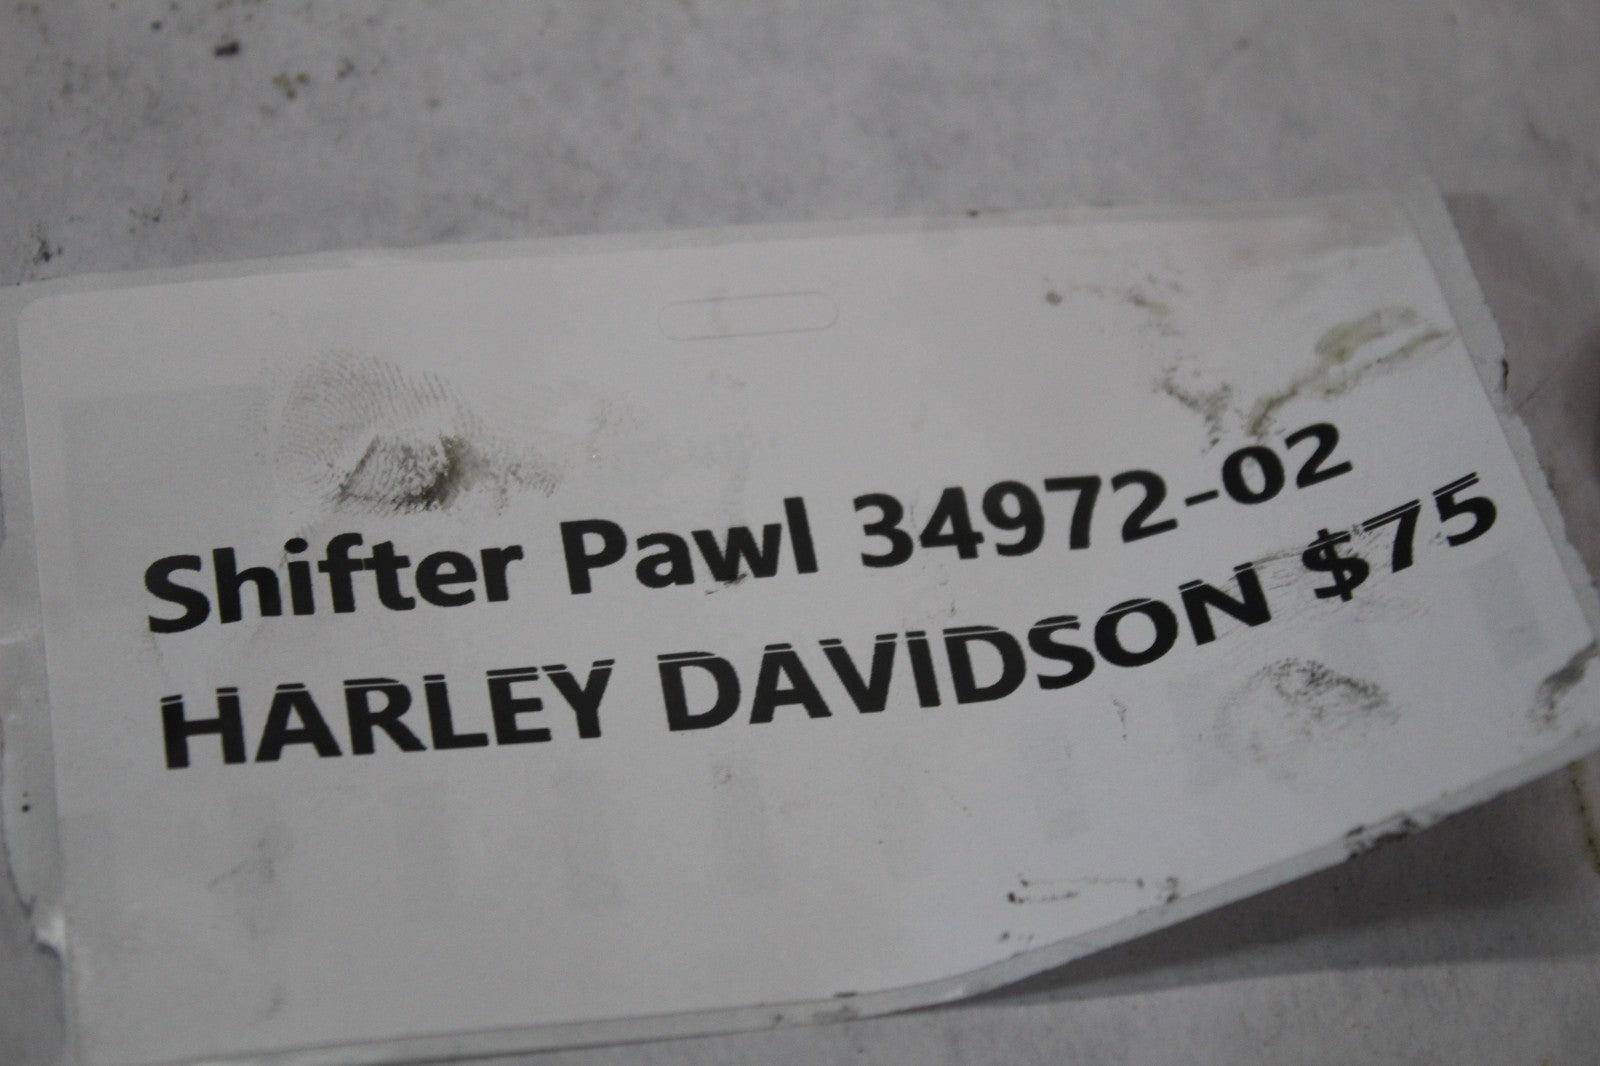 Shifter Pawl 34972-02
HARLEY DAVIDSON $75